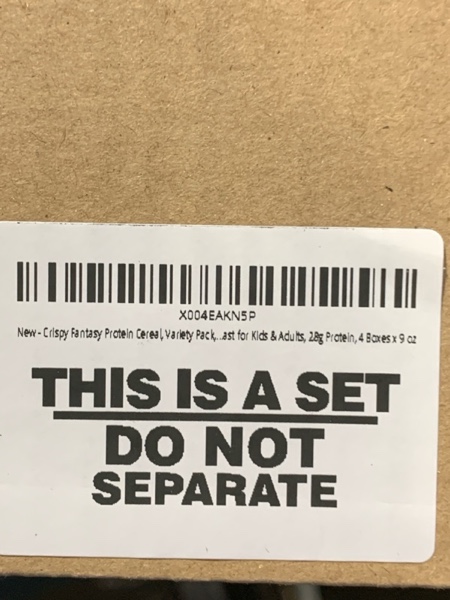 X004EAKN5P
New - Crispy Fantasy Protein Cereal, Variety Pack,...ast for Kids & Adults, 28g Protein, 4 Boxes x 9 oz
THIS IS A SET
DO NOT
SEPARATE